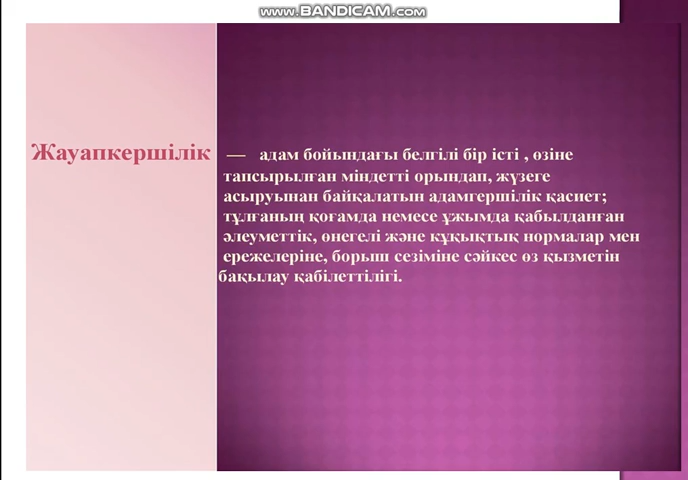 www.BANDICAM.com
Жауапкершілік — адам бойындағы белгілі бір істі , өзіне
тапсырылған міндетті орындап, жүзеге
асыруынан байқалатын адамгершілік қасиет;
тұлғаның қоғамда немесе ұжымда қабылданған
әлеуметтік, өнегелі және құқықтық нормалар мен
ережелеріне, борыш сезіміне сәйкес өз қызметін
бақылау қабілеттілігі.